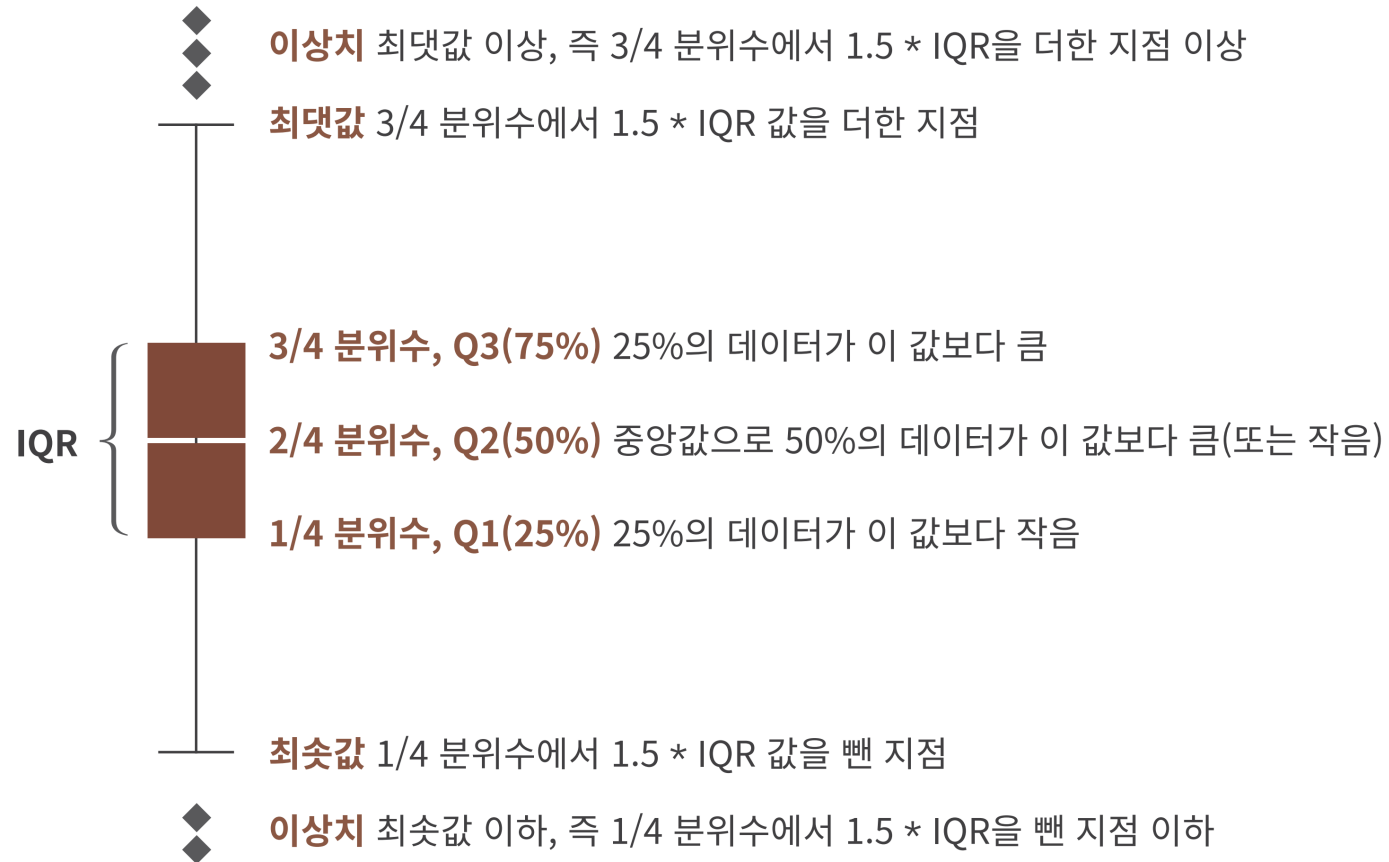 이상치 최댓값 이상, 즉 3/4 분위수에서 1.5 * IQR을 더한 지점 이상
최댓값 3/4 분위수에서 1.5 * IQR 값을 더한 지점
3/4 분위수, Q3(75%) 25%의 데이터가 이 값보다 큼
IQR
2/4 분위수, Q2(50%) 중앙값으로 50%의 데이터가 이 값보다 큼(또는 작음)
1/4 분위수, Q1(25%) 25%의 데이터가 이 값보다 작음
최솟값 1/4 분위수에서 1.5 * IQR 값을 뺀 지점
이상치 최솟값 이하, 즉 1/4 분위수에서 1.5 * IQR을 뺀 지점 이하